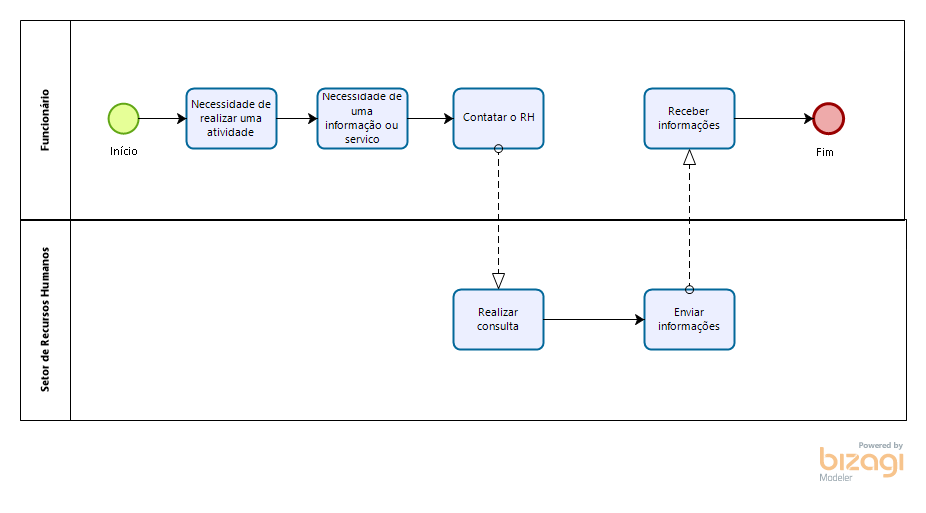 Funcionário
Início
Necessidade de
realizar uma
atividade
Necessidade de
uma
informação ou
servico
Contatar o RH
Receber
informações
Fim
Setor de Recursos Humanos
Realizar
consulta
Enviar
informações
Powered by
bizagi
Modeler